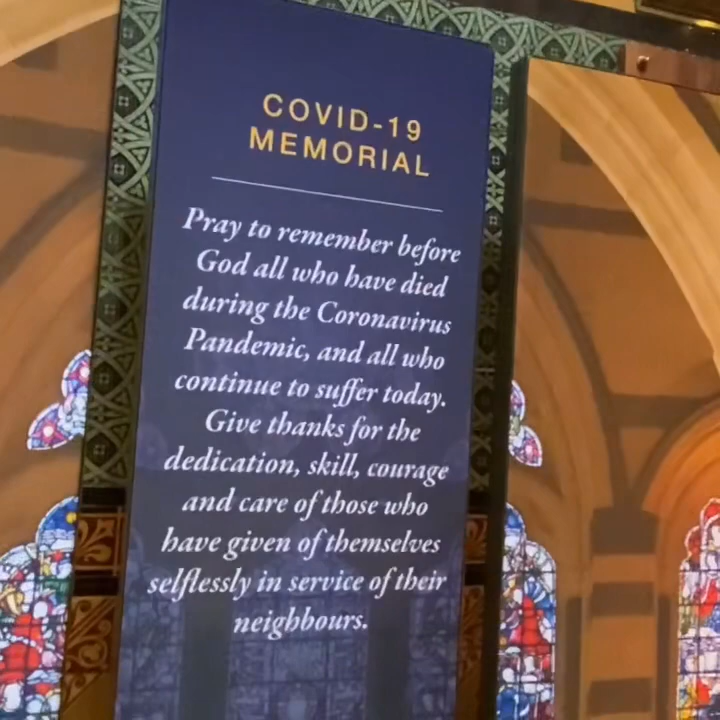 COVID-19
MEMORIAL
Pray to remember before
God all who have died
during the Coronavirus
Pandemic, and all who
continue to suffer today.
Give thanks for the
dedication, skill, courage
and care of those who
have given of themselves
selflessly in service of their
neighbours.